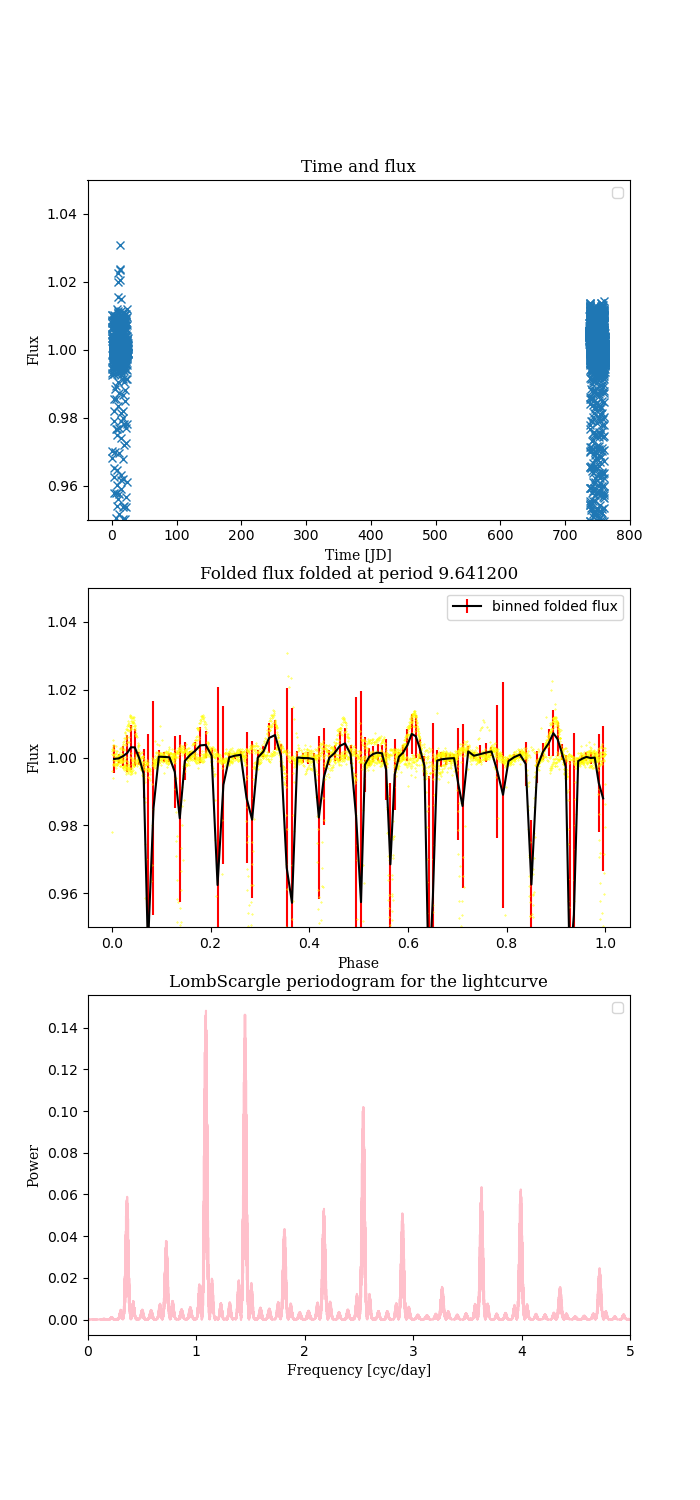 Time and flux
1.04
1.02
1.00
0.98
0.96
Flux
0 100 200 300 400 500 600 700 800
Time [JD]
Folded flux folded at period 9.641200
binned folded flux
1.04
1.02
1.00
0.98
0.96
Flux
0.0 0.2 0.4 0.6 0.8 1.0
Phase
LombScargle periodogram for the lightcurve
0.14
0.12
0.10
0.08
0.06
0.04
0.02
0.00
Power
0 1 2 3 4 5
Frequency [cyc/day]